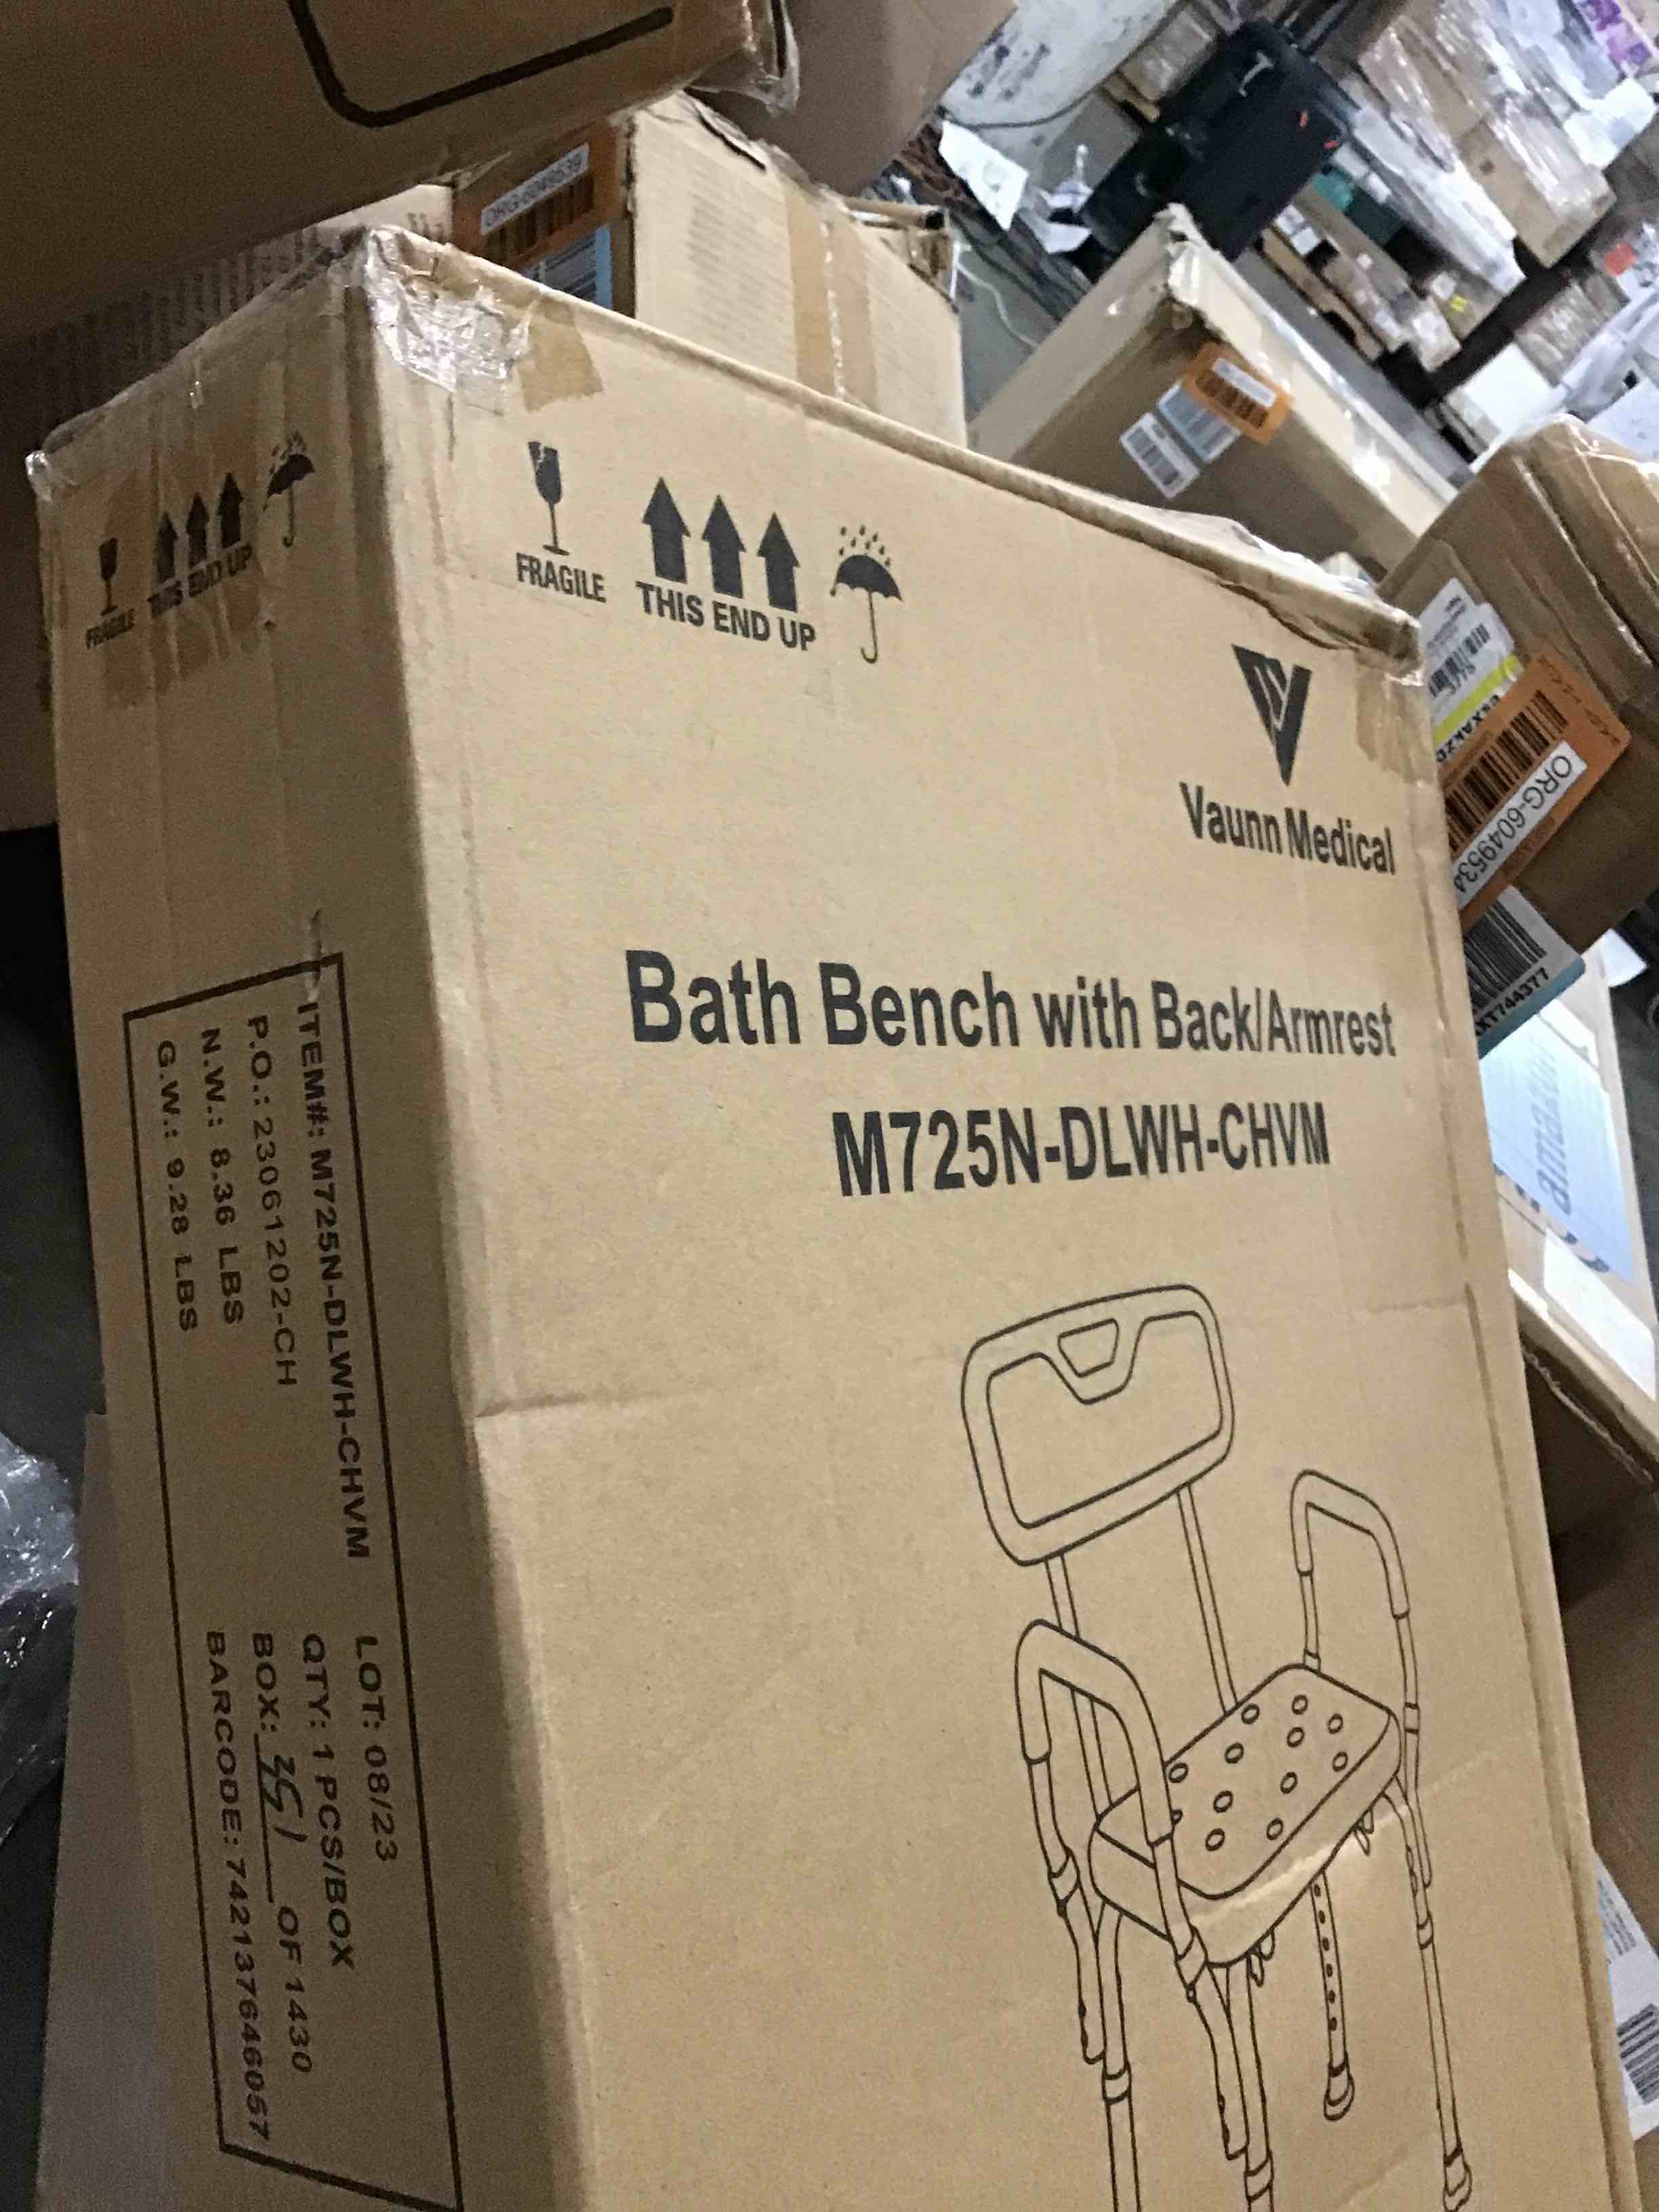 FRAGILE
THIS END UP
FRAGILE
THIS END UP
Vaunn Medical
Bath Bench with Back/Armrest
M725N-DLWH-CHVM
ITEM#: M725N-DLWH-CHVM
P.O.: 23061202-CH
N.W.: 8.36 LBS
G.W.: 9.28 LBS
LOT: 08/23
QTY: 1 PCS/BOX
BOX: 351 OF 1430
BARCODE: 742137646057
ORG-6049534